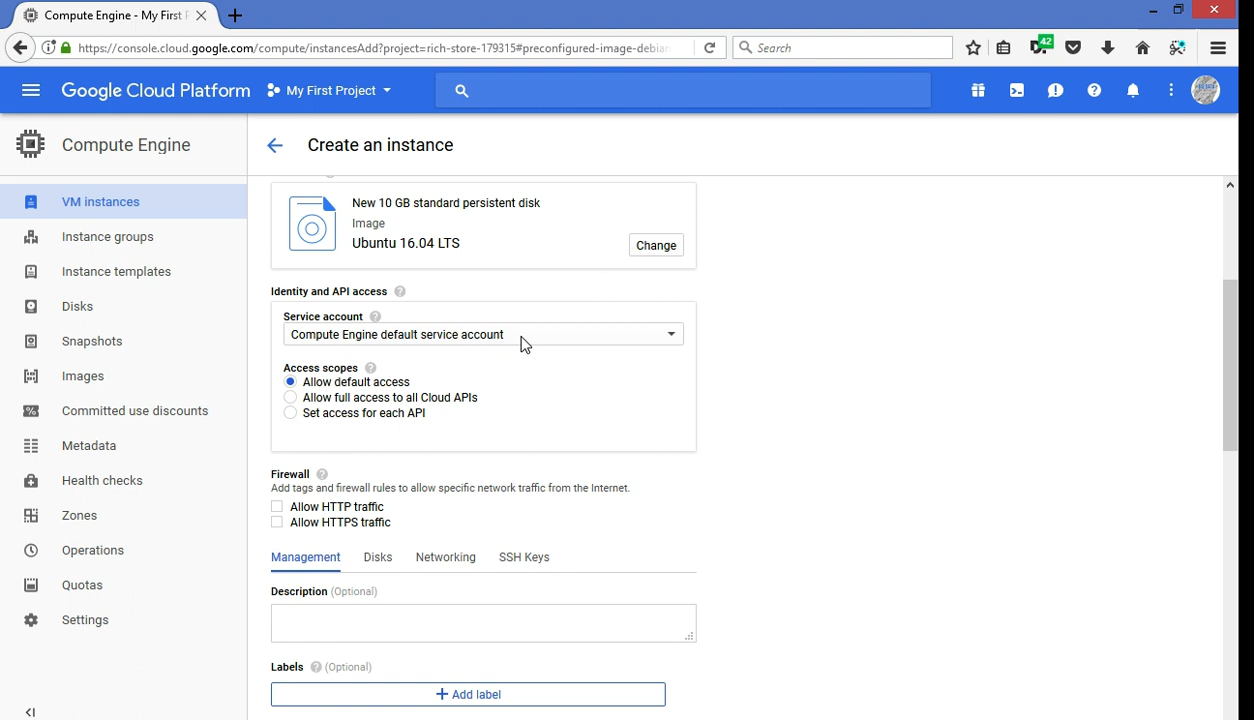 Compute Engine - My First P
https://console.cloud.google.com/compute/instancesAdd?project=rich-store-179315#preconfigured-image-debian
Search
42
Google Cloud Platform
My First Project
Compute Engine
Create an instance
VM instances
Instance groups
Instance templates
Disks
Snapshots
Images
Committed use discounts
Metadata
Health checks
Zones
Operations
Quotas
Settings
New 10 GB standard persistent disk
Image
Ubuntu 16.04 LTS
Change
Identity and API access
Service account
Compute Engine default service account
Access scopes
Allow default access
Allow full access to all Cloud APIs
Set access for each API
Firewall
Add tags and firewall rules to allow specific network traffic from the Internet.
Allow HTTP traffic
Allow HTTPS traffic
Management Disks Networking SSH Keys
Description (Optional)
Labels (Optional)
+ Add label